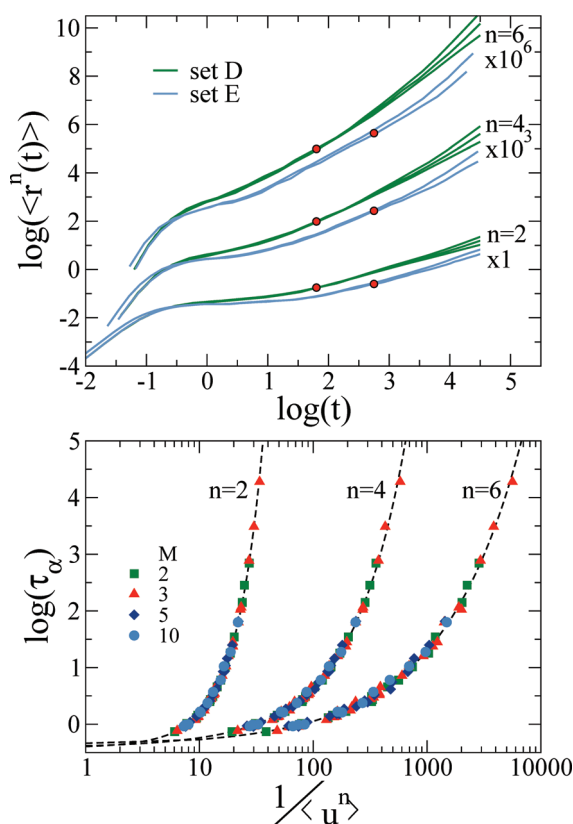 10
8
6
4
2
0
-2
-4
log(<r^n(t)>)
set D
set E
n=6
x10^6
n=4
x10^3
n=2
x1
-2
-1
0
1
2
3
4
5
log(t)
5
4
3
2
1
0
log(τ_α)
n=2
n=4
n=6
M
2
3
5
10
1
10
100
1000
10000
1/⟨u^n⟩